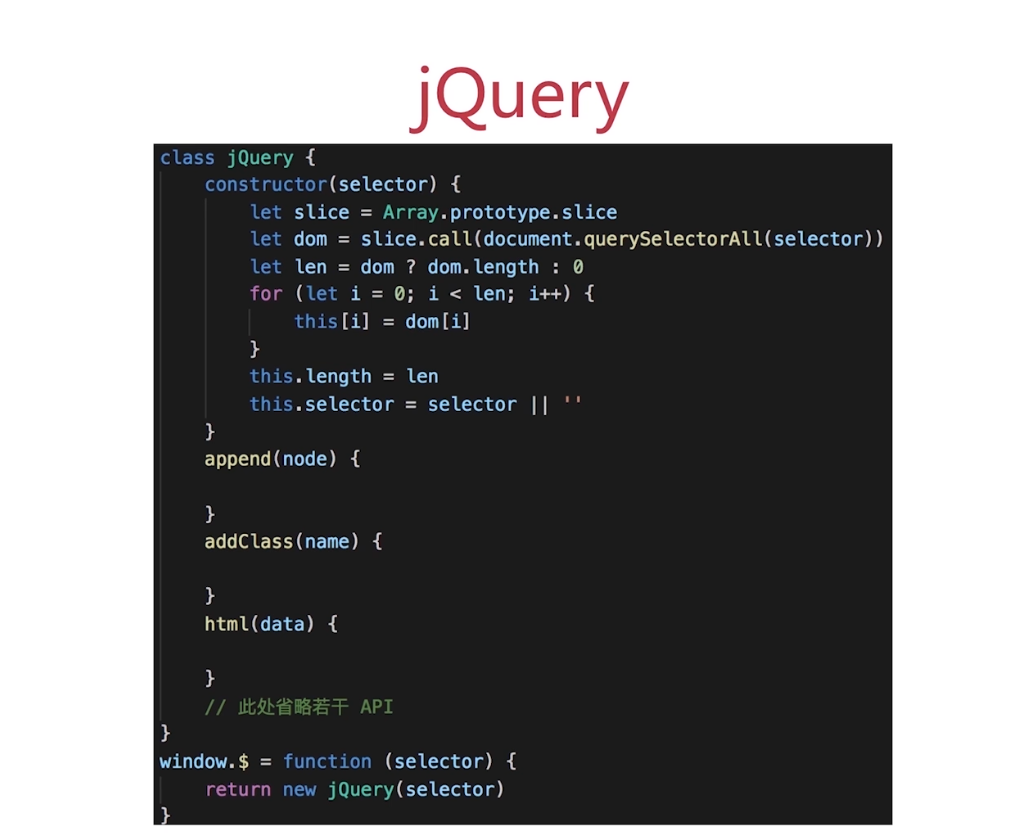 jQuery
class jQuery {
    constructor(selector) {
        let slice = Array.prototype.slice
        let dom = slice.call(document.querySelectorAll(selector))
        let len = dom ? dom.length : 0
        for (let i = 0; i < len; i++) {
            this[i] = dom[i]
        }
        this.length = len
        this.selector = selector || ''
    }
    append(node) {

    }
    addClass(name) {

    }
    html(data) {

    }
    // 此处省略若干 API
}
window.$ = function (selector) {
    return new jQuery(selector)
}